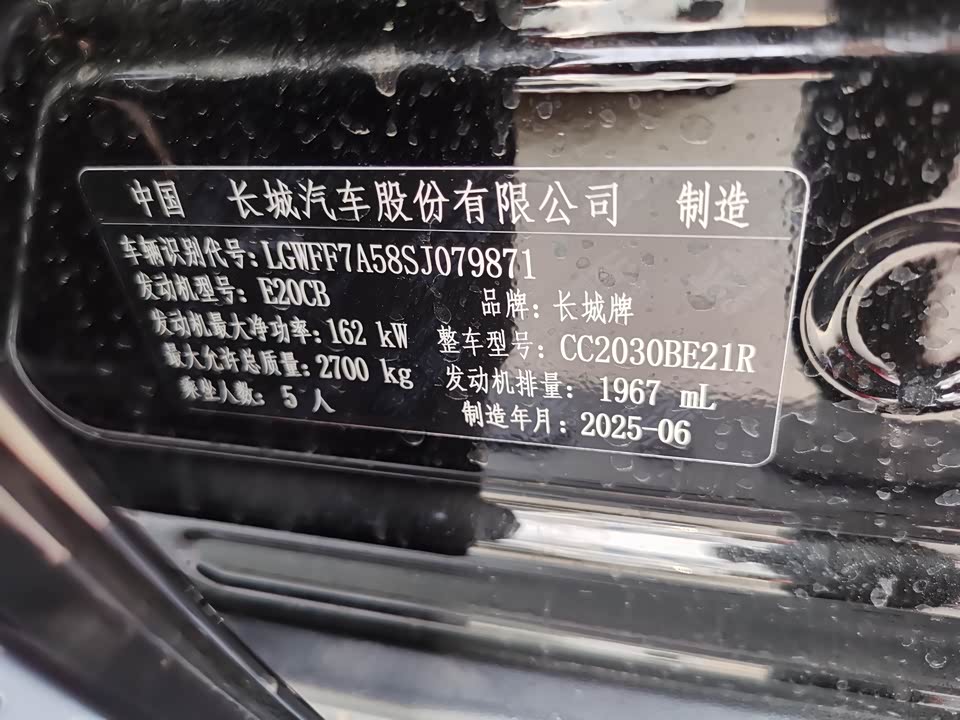 中国 长城汽车股份有限公司 制造
车辆识别代号:LGWFF7A58SJ079871
发动机型号:E20CB 品牌:长城牌
发动机最大净功率:162 kW 整车型号:CC2030BE21R
最大允许总质量:2700 kg 发动机排量:1967 mL
乘坐人数:5 人 制造年月:2025-06